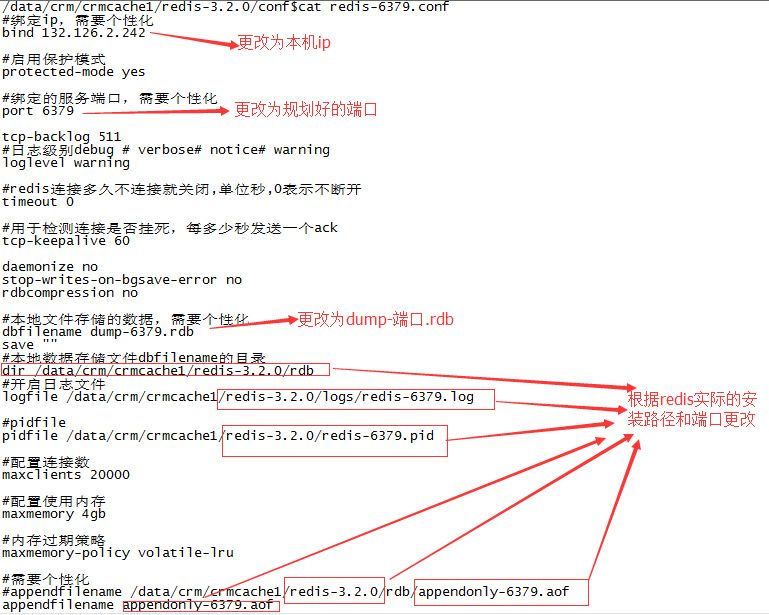 /data/crm/crmcache1/redis-3.2.0/conf$cat redis-6379.conf
#绑定ip，需要个性化
bind 132.126.2.242
更改为本机ip
#启用保护模式
protected-mode yes
#绑定的服务端口，需要个性化
port 6379
更改为规划好的端口
tcp-backlog 511
#日志级别debug # verbose# notice# warning
loglevel warning
#redis连接多久不连接就关闭,单位秒,0表示不断开
timeout 0
#用于检测连接是否挂死，每多少秒发送一个ack
tcp-keepalive 60
daemonize no
stop-writes-on-bgsave-error no
rdbcompression no
#本地文件存储的数据，需要个性化
更改为dump-端口.rdb
dbfilename dump-6379.rdb
save ""
#本地数据存储文件dbfilename的目录
dir /data/crm/crmcache1/redis-3.2.0/rdb
#开启日志文件
logfile /data/crm/crmcache1/redis-3.2.0/logs/redis-6379.log
根据redis实际的安
装路径和端口更改
#pidfile
pidfile /data/crm/crmcache1/redis-3.2.0/redis-6379.pid
#配置连接数
maxclients 20000
#配置使用内存
maxmemory 4gb
#内存过期策略
maxmemory-policy volatile-lru
#需要个性化
#appendfilename /data/crm/crmcache1/redis-3.2.0/rdb/appendonly-6379.aof
appendfilename appendonly-6379.aof